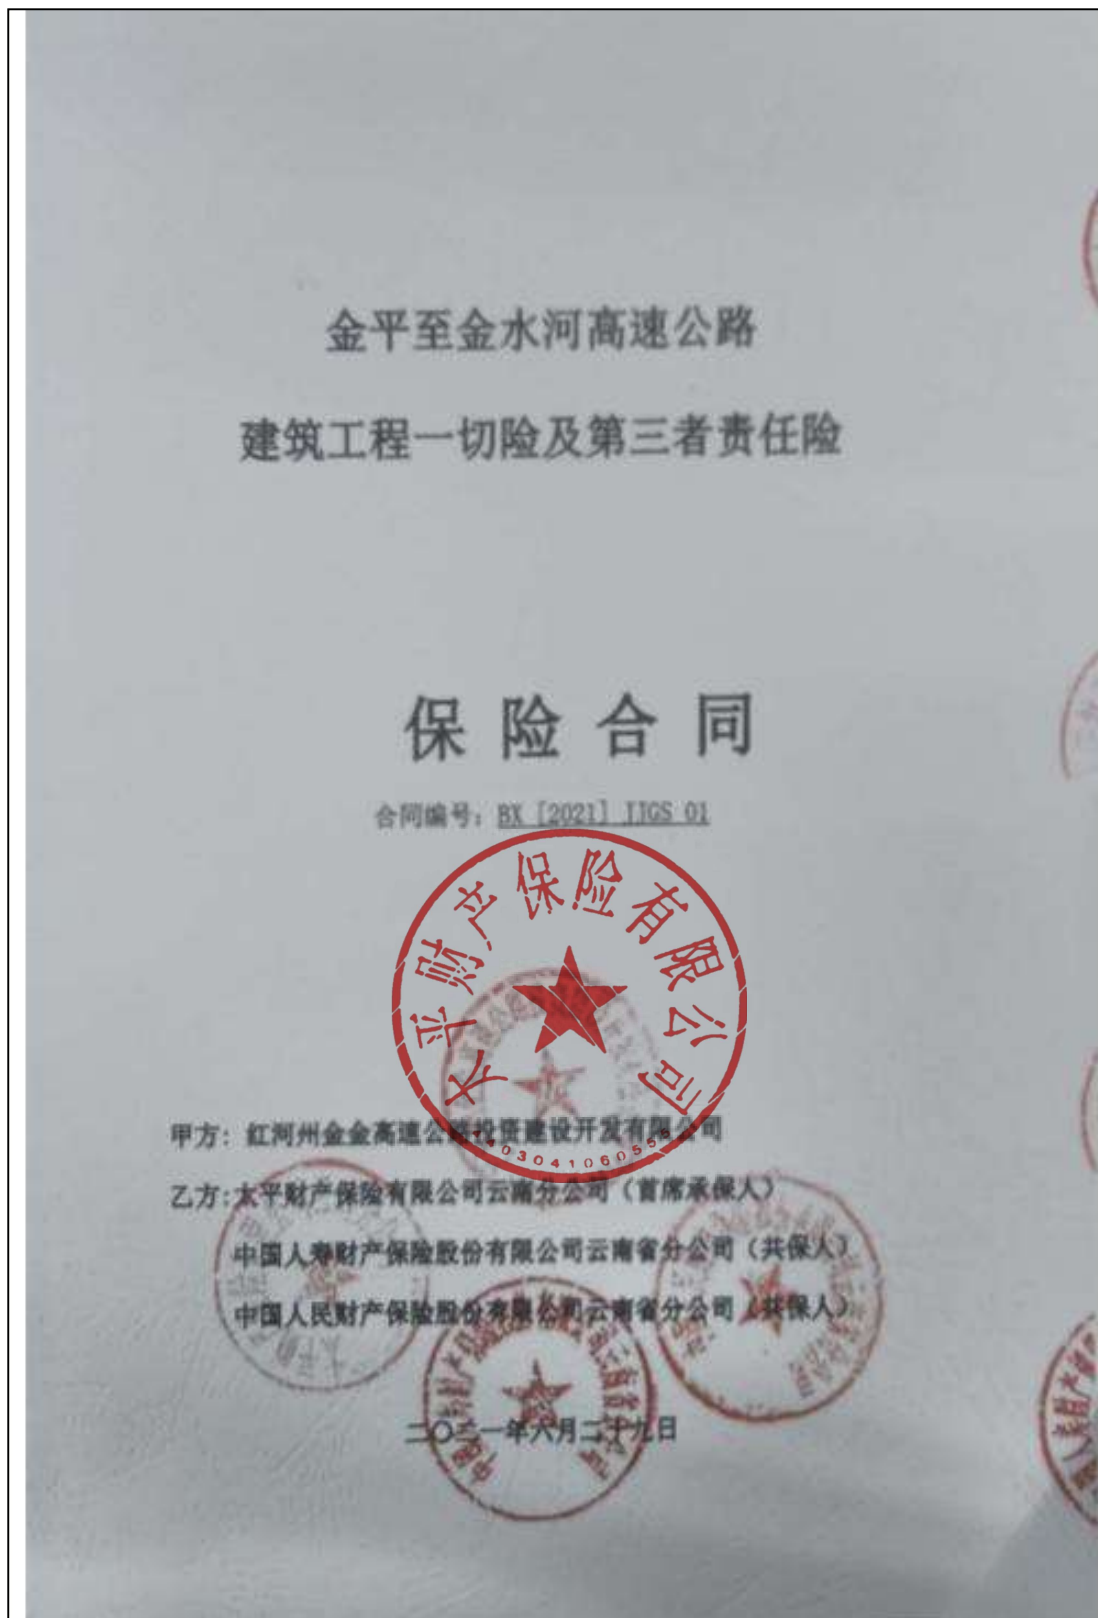 金平至金水河高速公路
建筑工程一切险及第三者责任险
保险合同
合同编号：BX [2021] JJGS 01
太平财产保险有限公司
4403041060555
甲方：红河州金金高速公路投资建设开发有限公司
乙方：太平财产保险有限公司云南分公司（首席承保人）
中国人寿财产保险股份有限公司云南省分公司（共保人）
中国人民财产保险股份有限公司云南省分公司（共保人）
二〇二一年六月二十九日